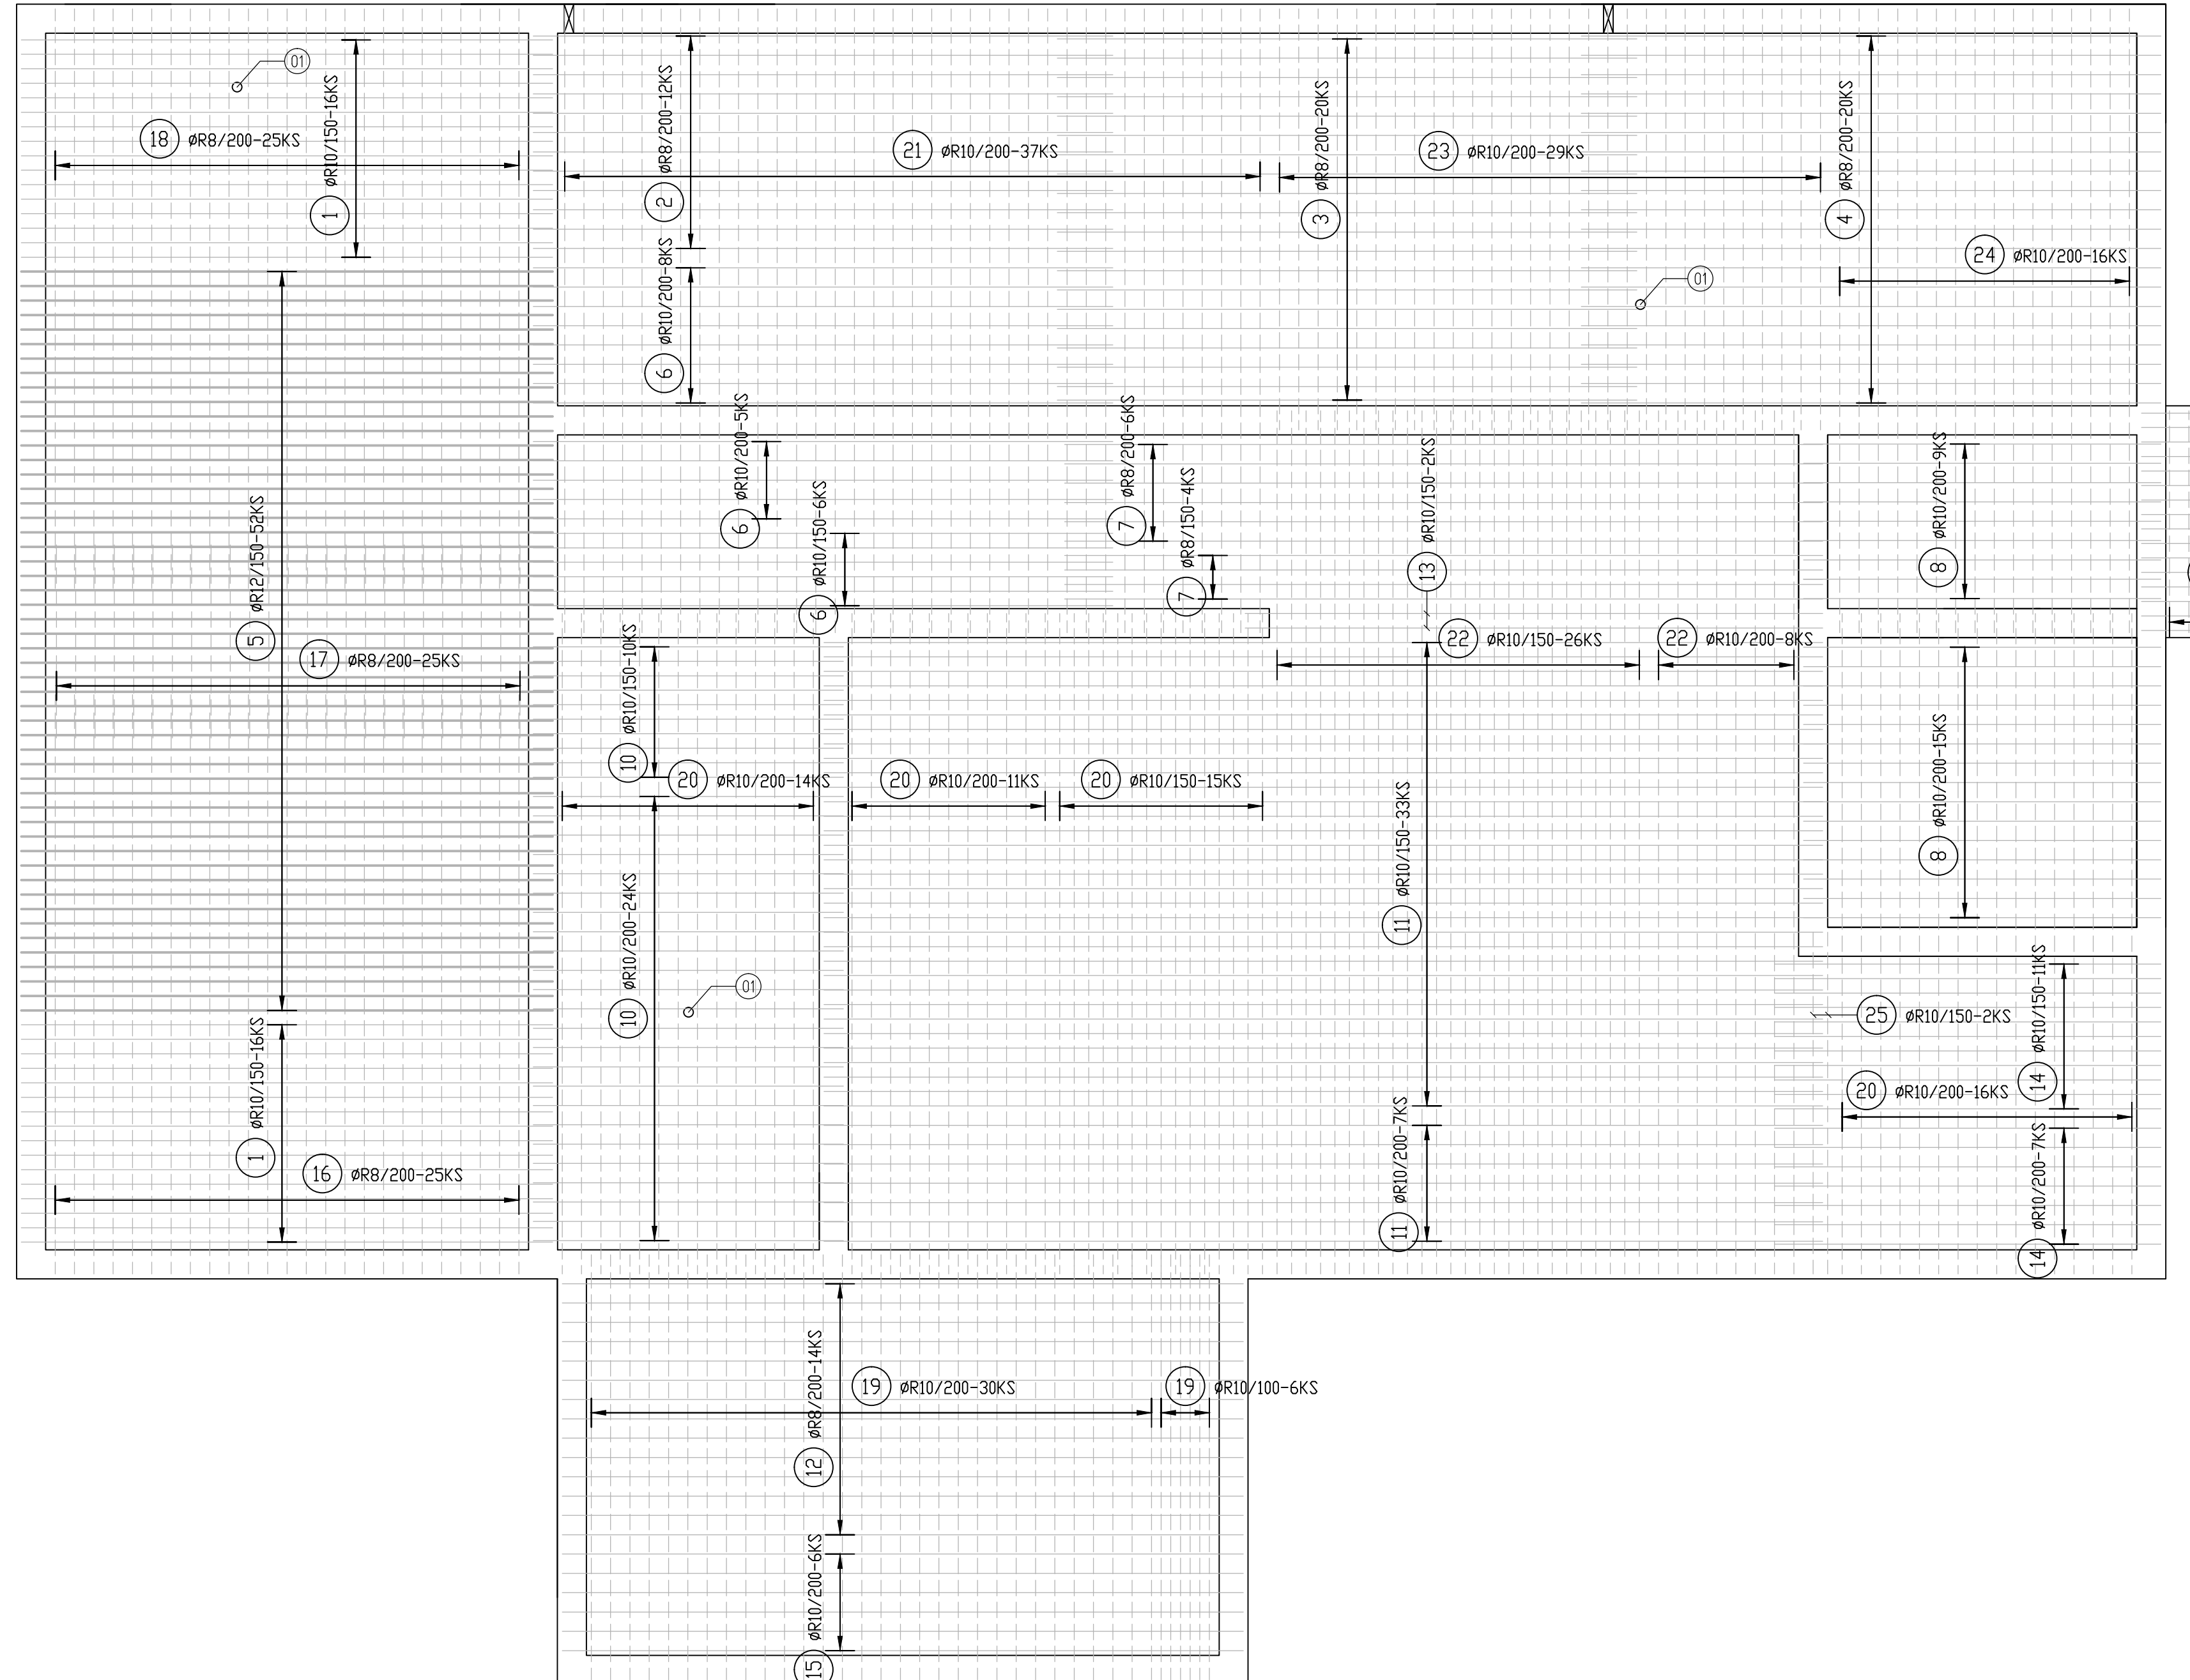 01
18 øR8/200-25KS
1 øR10/150-16KS
2 øR8/200-12KS
21 øR10/200-37KS
3 øR8/200-20KS
23 øR10/200-29KS
4 øR8/200-20KS
24 øR10/200-16KS
01
6 øR10/200-8KS
6 øR10/200-5KS
6 øR10/150-6KS
7 øR8/200-6KS
7 øR8/150-4KS
13 øR10/150-2KS
8 øR10/200-9KS
5 øR12/150-52KS
17 øR8/200-25KS
22 øR10/150-26KS
22 øR10/200-8KS
10 øR10/150-10KS
20 øR10/200-14KS
20 øR10/200-11KS
20 øR10/150-15KS
11 øR10/150-33KS
8 øR10/200-15KS
10 øR10/200-24KS
01
25 øR10/150-2KS
14 øR10/150-11KS
20 øR10/200-16KS
1 øR10/150-16KS
16 øR8/200-25KS
11 øR10/200-7KS
14 øR10/200-7KS
12 øR8/200-14KS
19 øR10/200-30KS
19 øR10/100-6KS
15 øR10/200-6KS